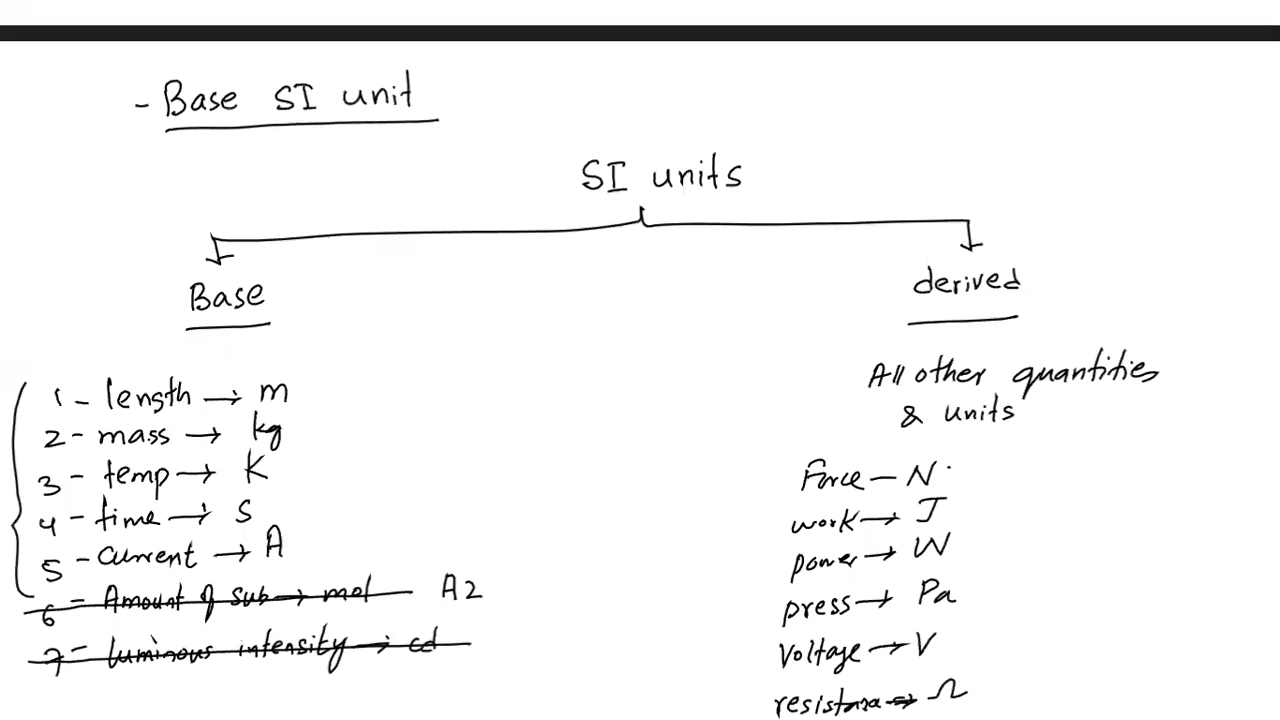 - Base SI unit
SI units
Base
derived
1 - length → m
2 - mass → kg
3 - temp → K
4 - time → s
5 - current → A
6 - Amount of sub → mol A2
7 - luminous intensity → cd
All other quantities
& units
Force — N
work → J
power → W
press → Pa
Voltage → V
resistance → Ω